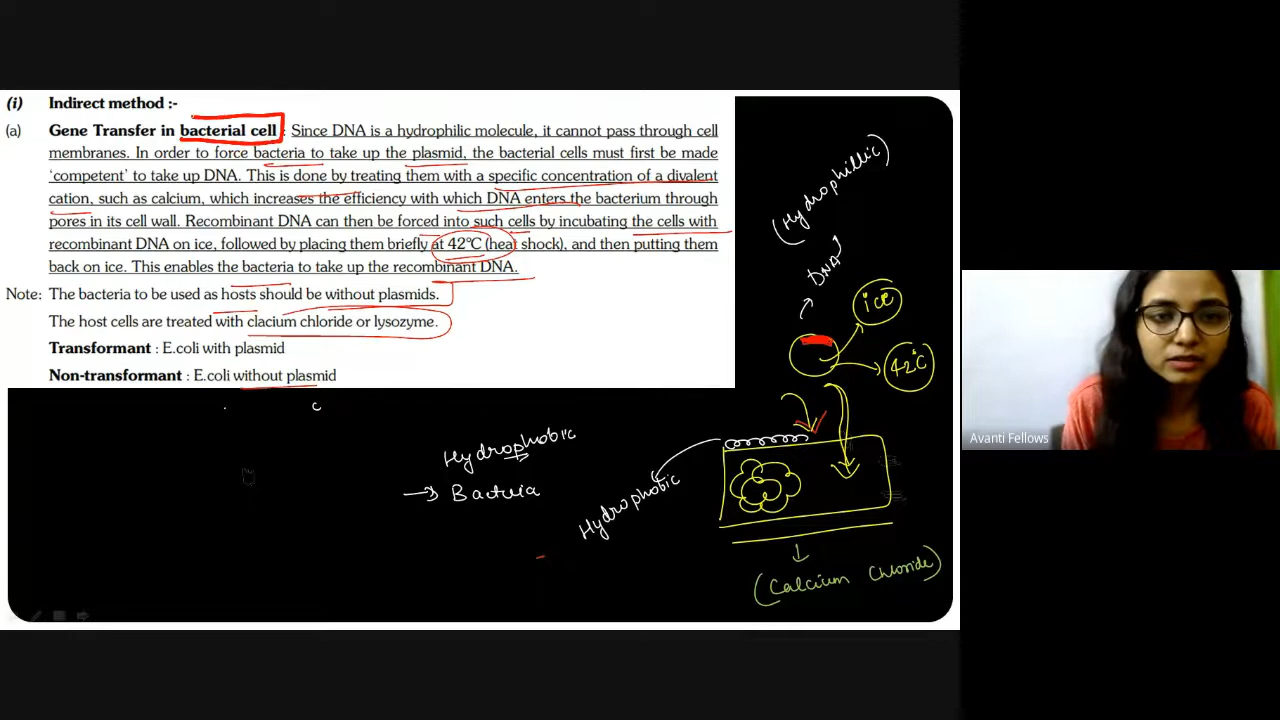 (i) Indirect method :-
(a) Gene Transfer in bacterial cell : Since DNA is a hydrophilic molecule, it cannot pass through cell
membranes. In order to force bacteria to take up the plasmid, the bacterial cells must first be made
‘competent’ to take up DNA. This is done by treating them with a specific concentration of a divalent
cation, such as calcium, which increases the efficiency with which DNA enters the bacterium through
pores in its cell wall. Recombinant DNA can then be forced into such cells by incubating the cells with
recombinant DNA on ice, followed by placing them briefly at 42°C (heat shock), and then putting them
back on ice. This enables the bacteria to take up the recombinant DNA.
Note: The bacteria to be used as hosts should be without plasmids.
The host cells are treated with clacium chloride or lysozyme.
Transformant : E.coli with plasmid
Non-transformant : E.coli without plasmid
(Hydrophillic)
DNA
ice
42°C
c
Hydrophobic
→ Bacteria
Hydrophobic
(Calcium Chloride)
Avanti Fellows